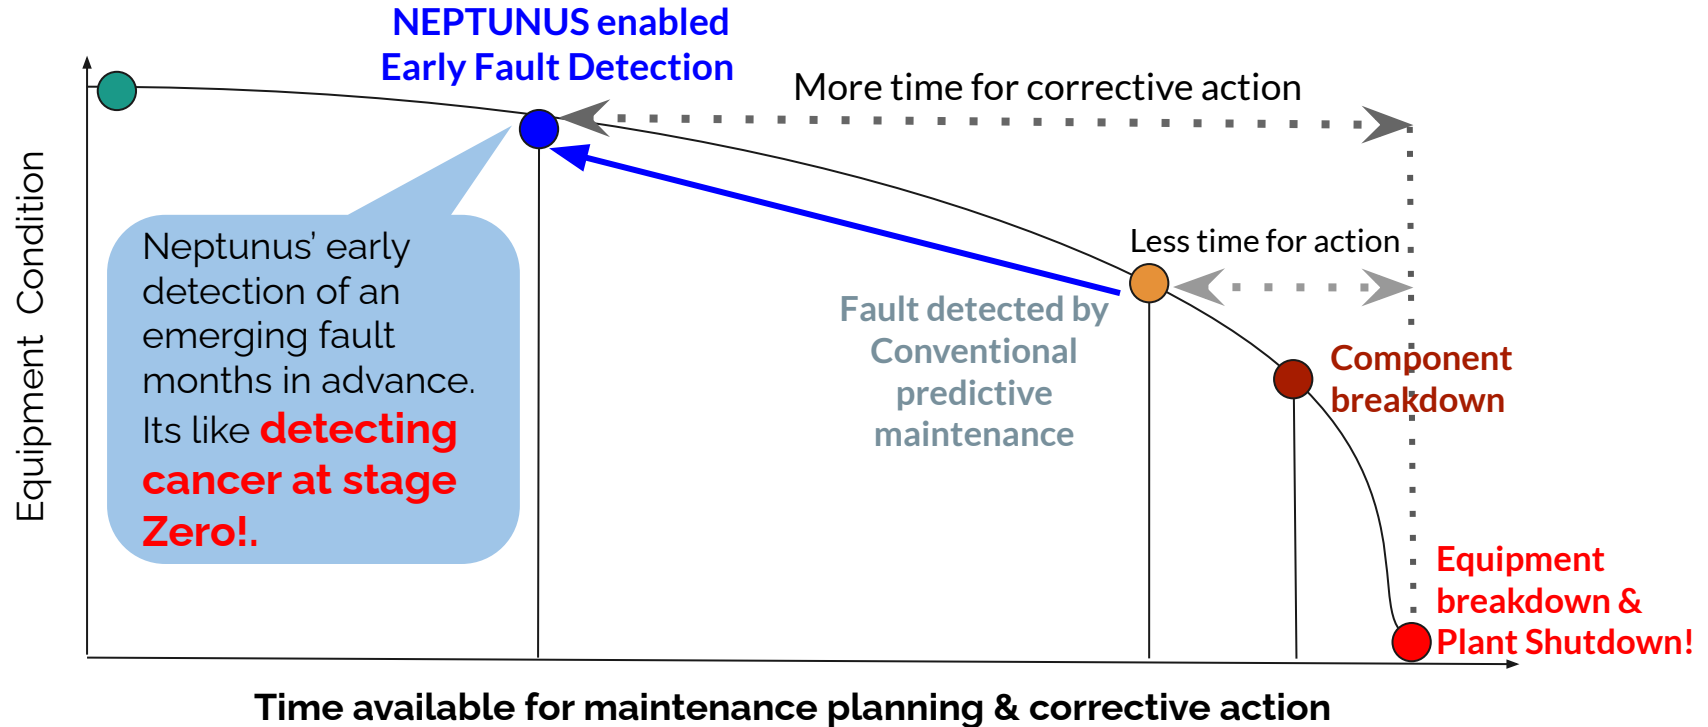 NEPTUNUS enabled
Early Fault Detection
More time for corrective action
Less time for action
Neptunus’ early
detection of an
emerging fault
months in advance.
Its like detecting
cancer at stage
Zero!.
Fault detected by
Conventional
predictive
maintenance
Component
breakdown
Equipment
breakdown &
Plant Shutdown!
Equipment Condition
Time available for maintenance planning & corrective action